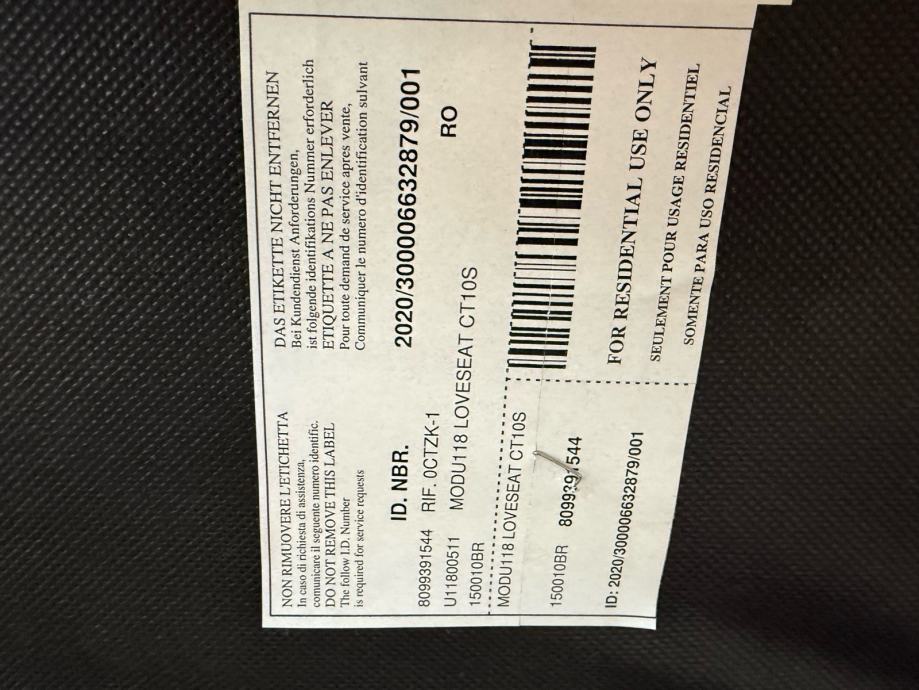 NON RIMUOVERE L'ETICHETTA
In caso di richiesta di assistenza,
comunicare il seguente numero identific.
DO NOT REMOVE THIS LABEL
The follow I.D. Number
is required for service requests
DAS ETIKETTE NICHT ENTFERNEN
Bei Kundendienst Anforderungen,
ist folgende identifikations Nummer erforderlich
ETIQUETTE A NE PAS ENLEVER
Pour toute demand de service apres vente,
Communiquer le numero d'identification suivant
ID. NBR. 2020/300006632879/001
8099391544 RIF. 0CTZK-1 RO
U11800511 MODU118 LOVESEAT CT10S
150010BR
MODU118 LOVESEAT CT10S
150010BR 8099391544
ID: 2020/300006632879/001
FOR RESIDENTIAL USE ONLY
SEULEMENT POUR USAGE RESIDENTIEL
SOMENTE PARA USO RESIDENCIAL